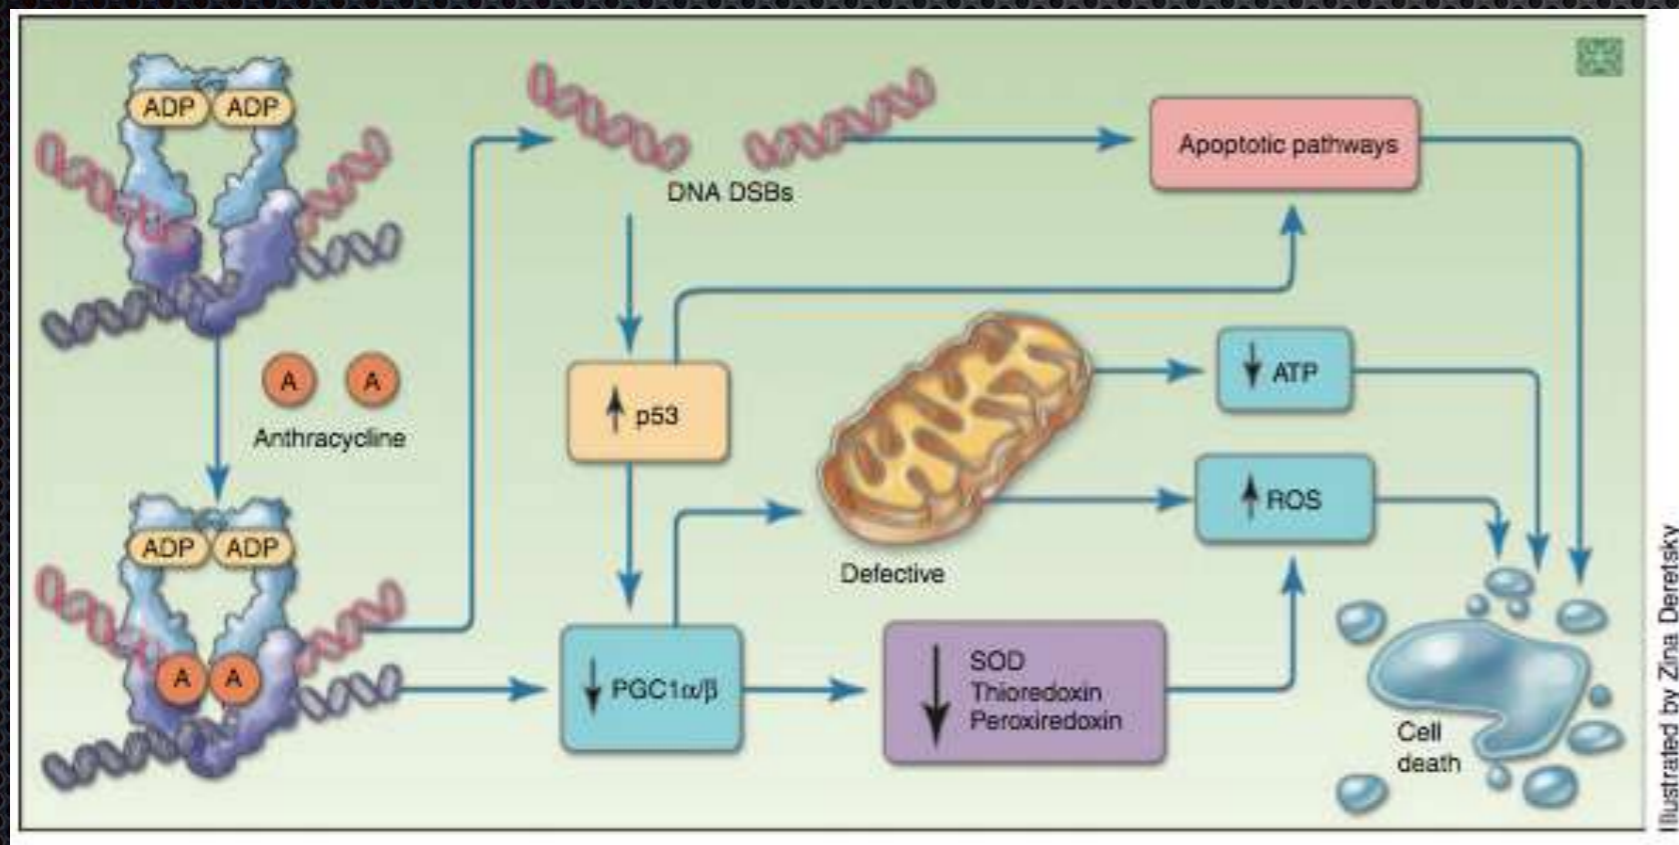 ADP ADP
DNA DSBs
Apoptotic pathways
A A
Anthracycline
↑ p53
↓ ATP
↑ ROS
ADP ADP
A A
Defective
↓ PGC1α/β
↓ SOD
Thioredoxin
Peroxiredoxin
Cell
death
Illustrated by Zina Deretsky